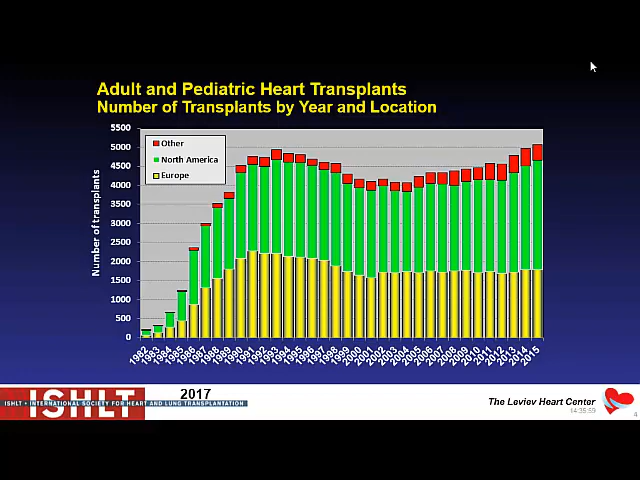 Adult and Pediatric Heart Transplants
Number of Transplants by Year and Location
Number of transplants
5500
5000
4500
4000
3500
3000
2500
2000
1500
1000
500
0
Other
North America
Europe
1982 1983 1984 1985 1986 1987 1988 1989 1990 1991 1992 1993 1994 1995 1996 1997 1998 1999 2000 2001 2002 2003 2004 2005 2006 2007 2008 2009 2010 2011 2012 2013 2014 2015
ISHLT
2017
ISHLT • INTERNATIONAL SOCIETY FOR HEART AND LUNG TRANSPLANTATION
The Leviev Heart Center
14:35:59
4